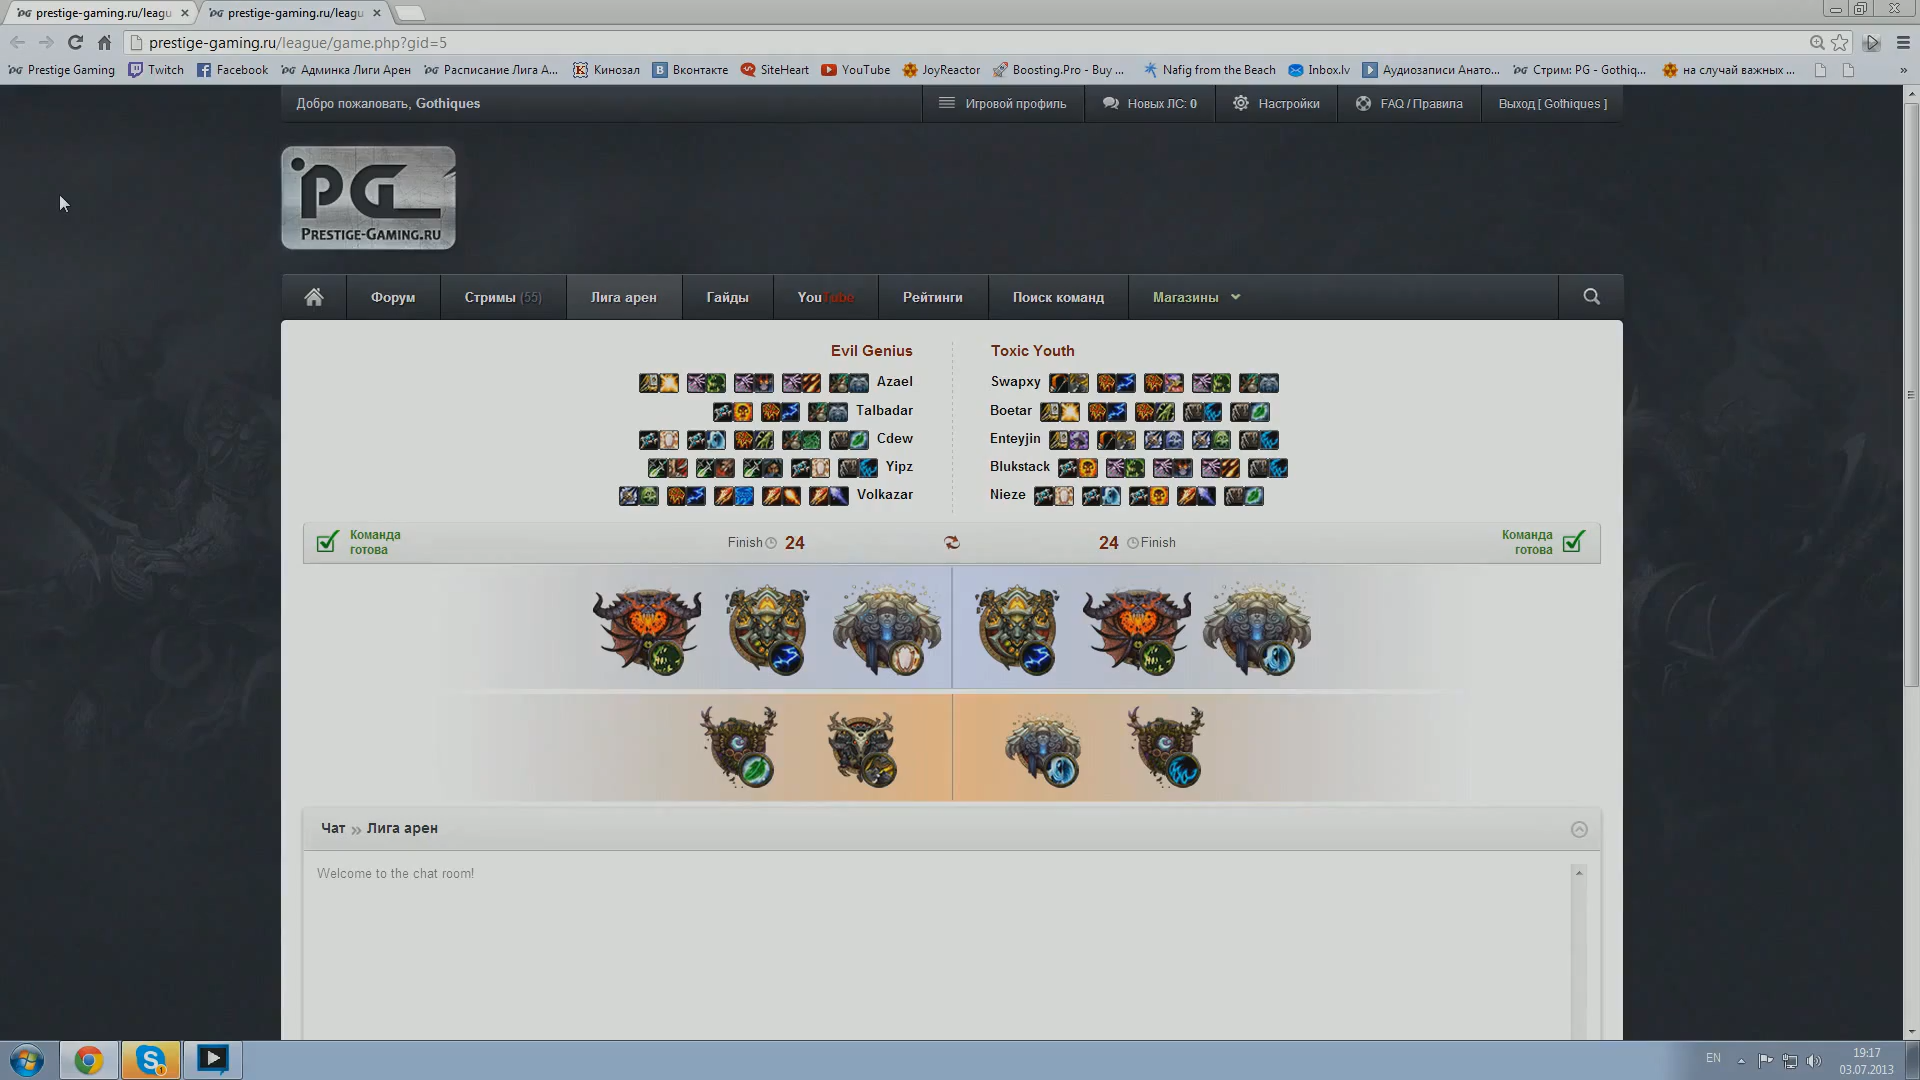 prestige-gaming.ru/leagu
prestige-gaming.ru/leagu
prestige-gaming.ru/league/game.php?gid=5
Prestige Gaming
Twitch
Facebook
Админка Лиги Арен
Расписание Лига А...
Кинозал
Вконтакте
SiteHeart
YouTube
JoyReactor
Boosting.Pro - Buy ...
Nafig from the Beach
Inbox.lv
Аудиозаписи Анато...
Стрим: PG - Gothiq...
на случай важных ...
Добро пожаловать, Gothiques
Игровой профиль
Новых ЛС: 0
Настройки
FAQ / Правила
Выход [ Gothiques ]
PG
PRESTIGE-GAMING.RU
Форум
Стримы (55)
Лига арен
Гайды
YouTube
Рейтинги
Поиск команд
Магазины
Evil Genius
Toxic Youth
Azael
Swapxy
Talbadar
Boetar
Cdew
Enteyjin
Yipz
Blukstack
Volkazar
Nieze
Команда
готова
Finish 24
24 Finish
Команда
готова
Чат » Лига арен
Welcome to the chat room!
EN
19:17
03.07.2013